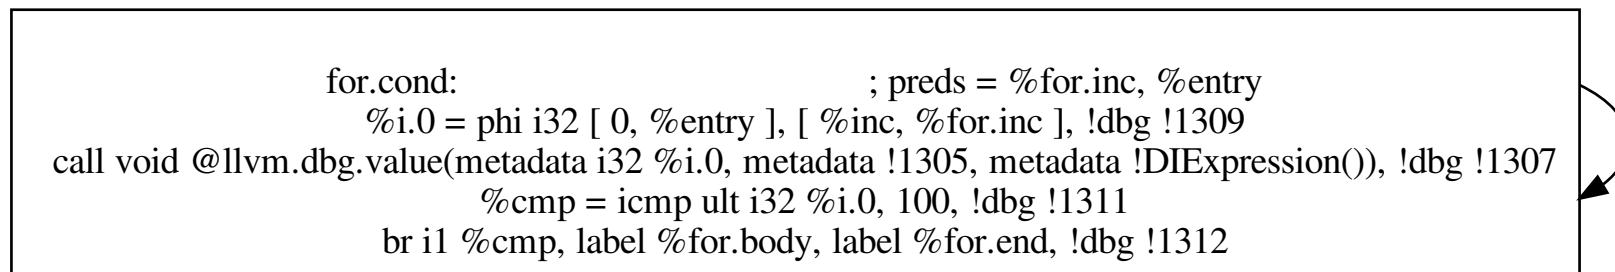 for.cond: ; preds = %for.inc, %entry
%i.0 = phi i32 [ 0, %entry ], [ %inc, %for.inc ], !dbg !1309
call void @llvm.dbg.value(metadata i32 %i.0, metadata !1305, metadata !DIExpression()), !dbg !1307
%cmp = icmp ult i32 %i.0, 100, !dbg !1311
br i1 %cmp, label %for.body, label %for.end, !dbg !1312